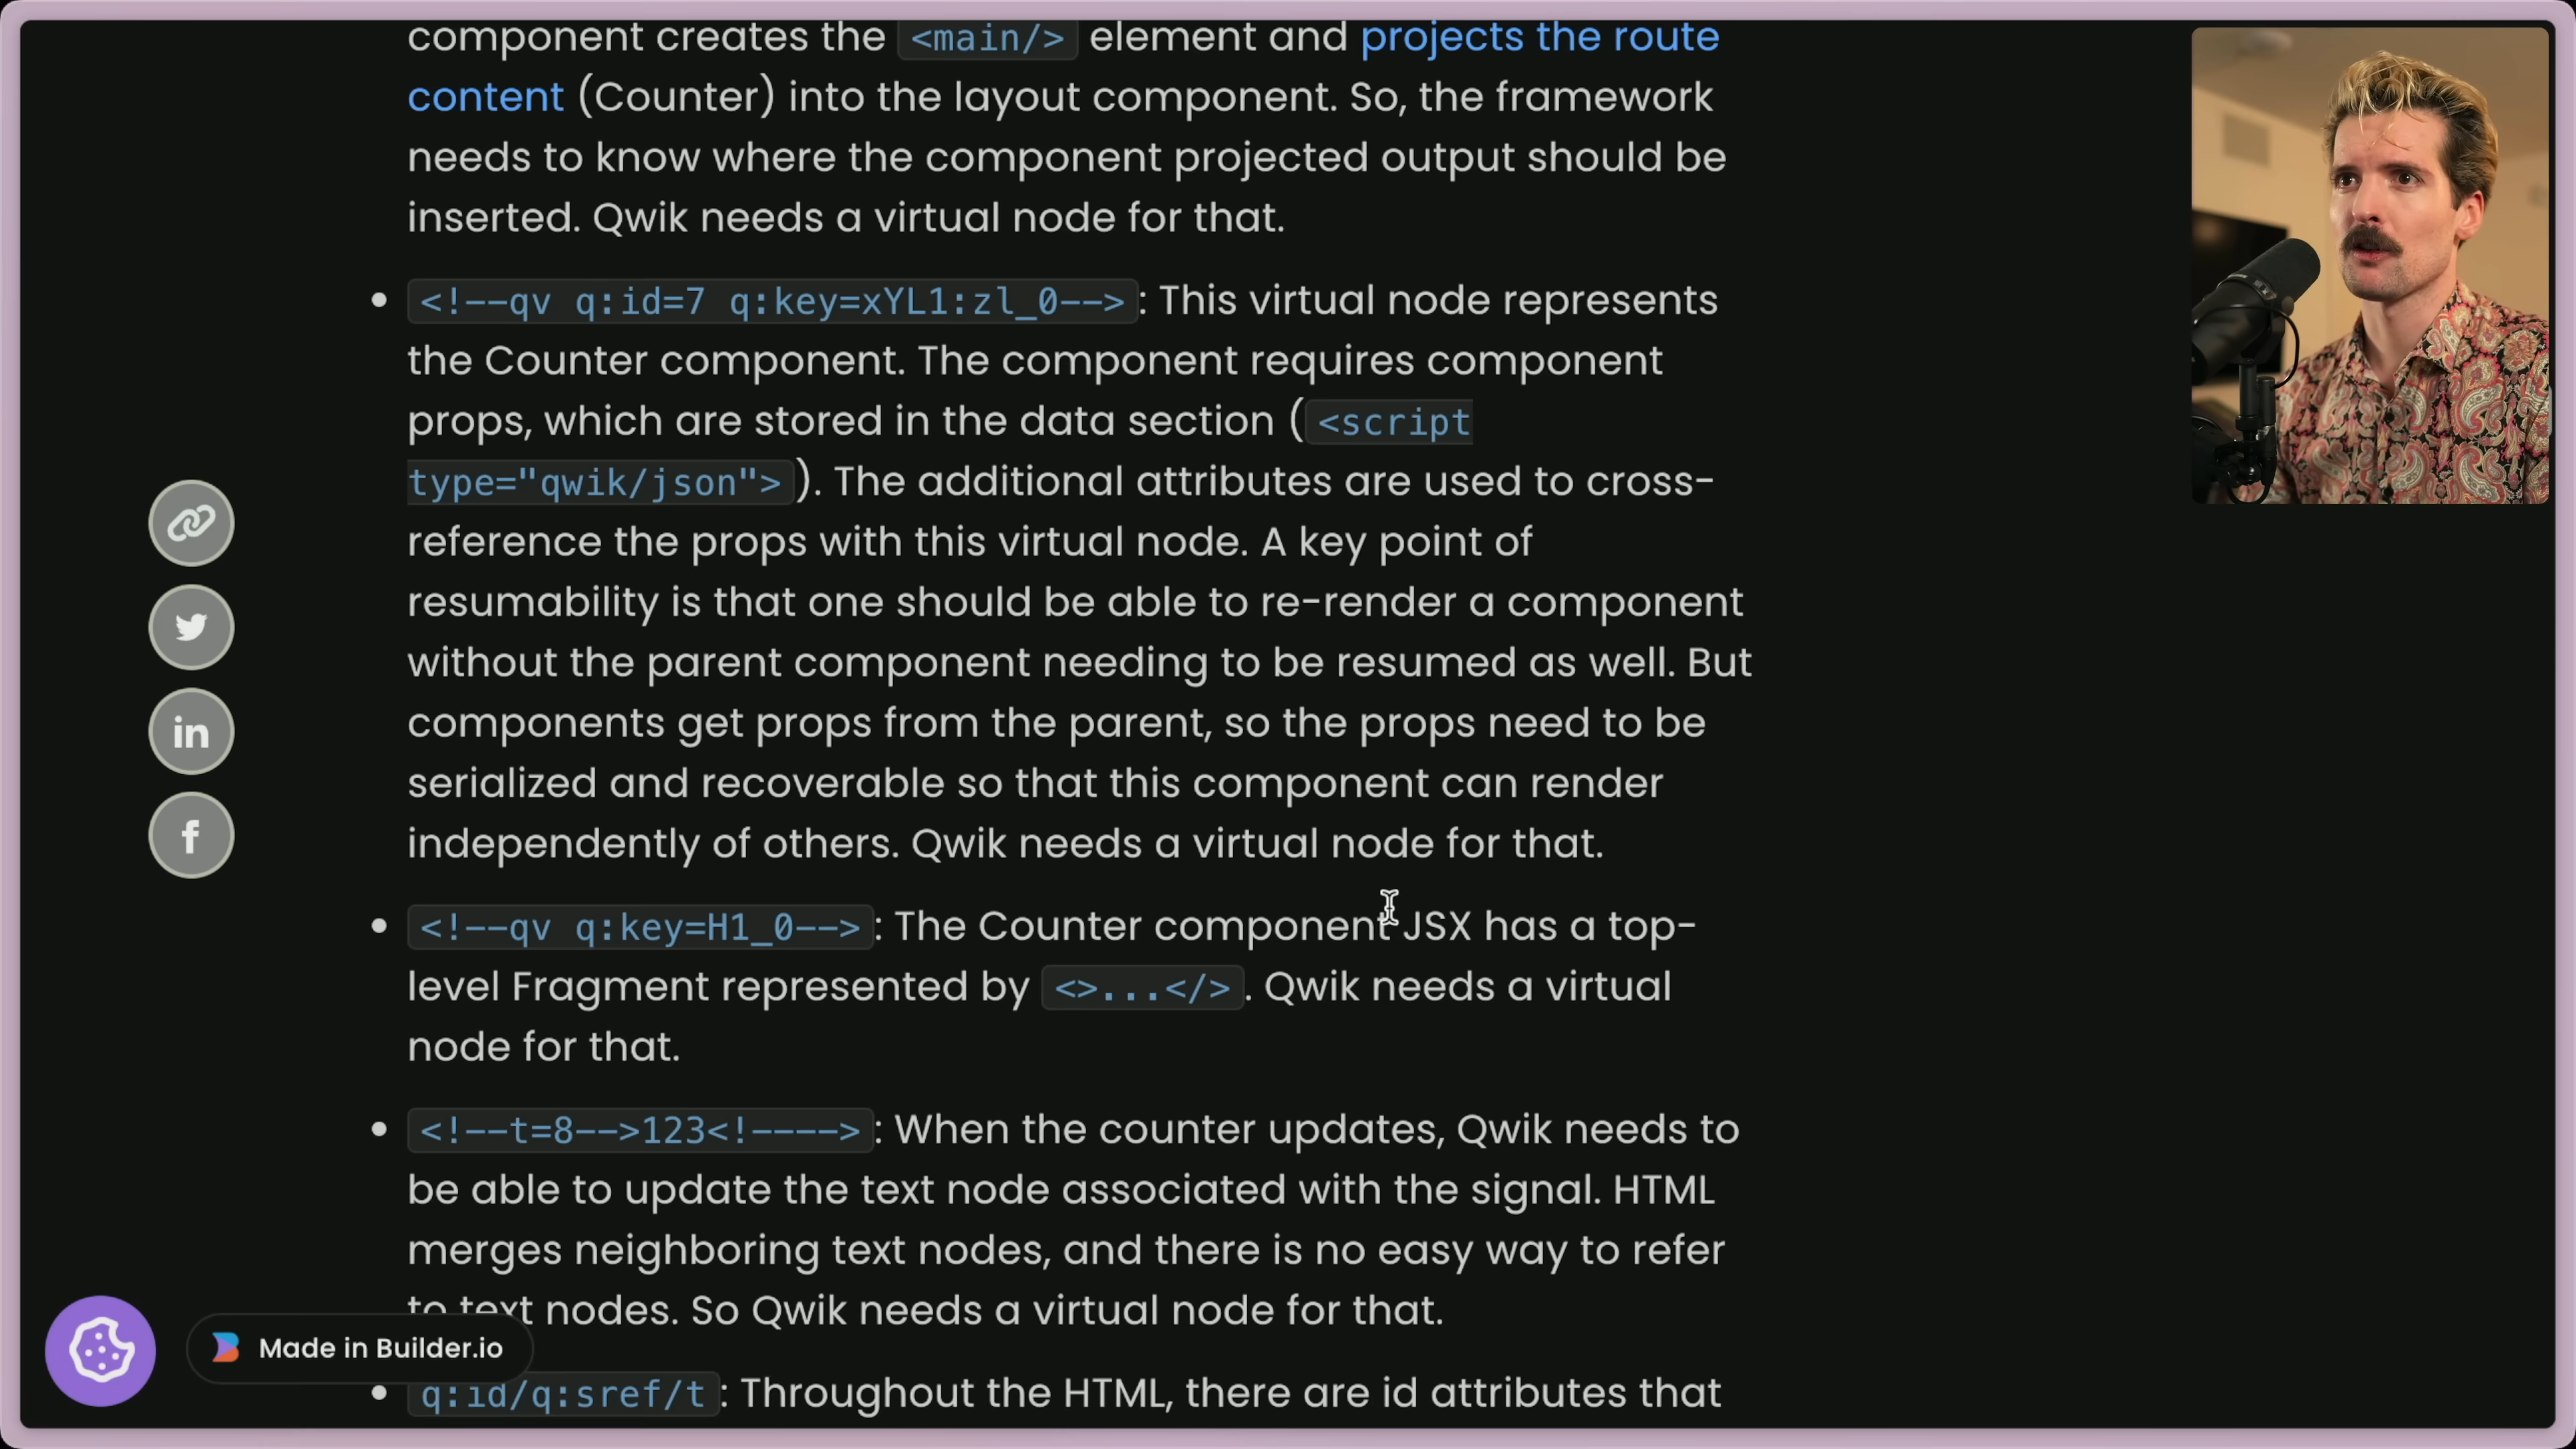 component creates the <main/> element and projects the route
content (Counter) into the layout component. So, the framework
needs to know where the component projected output should be
inserted. Qwik needs a virtual node for that.
<!--qv q:id=7 q:key=xYL1:zl_0-->: This virtual node represents
the Counter component. The component requires component
props, which are stored in the data section (<script
type="qwik/json">). The additional attributes are used to cross-
reference the props with this virtual node. A key point of
resumability is that one should be able to re-render a component
without the parent component needing to be resumed as well. But
components get props from the parent, so the props need to be
serialized and recoverable so that this component can render
independently of others. Qwik needs a virtual node for that.
<!--qv q:key=H1_0-->: The Counter component JSX has a top-
level Fragment represented by <>...</>. Qwik needs a virtual
node for that.
<!--t=8-->123<!---->: When the counter updates, Qwik needs to
be able to update the text node associated with the signal. HTML
merges neighboring text nodes, and there is no easy way to refer
to text nodes. So Qwik needs a virtual node for that.
q:id/q:sref/t: Throughout the HTML, there are id attributes that
in
f
Made in Builder.io